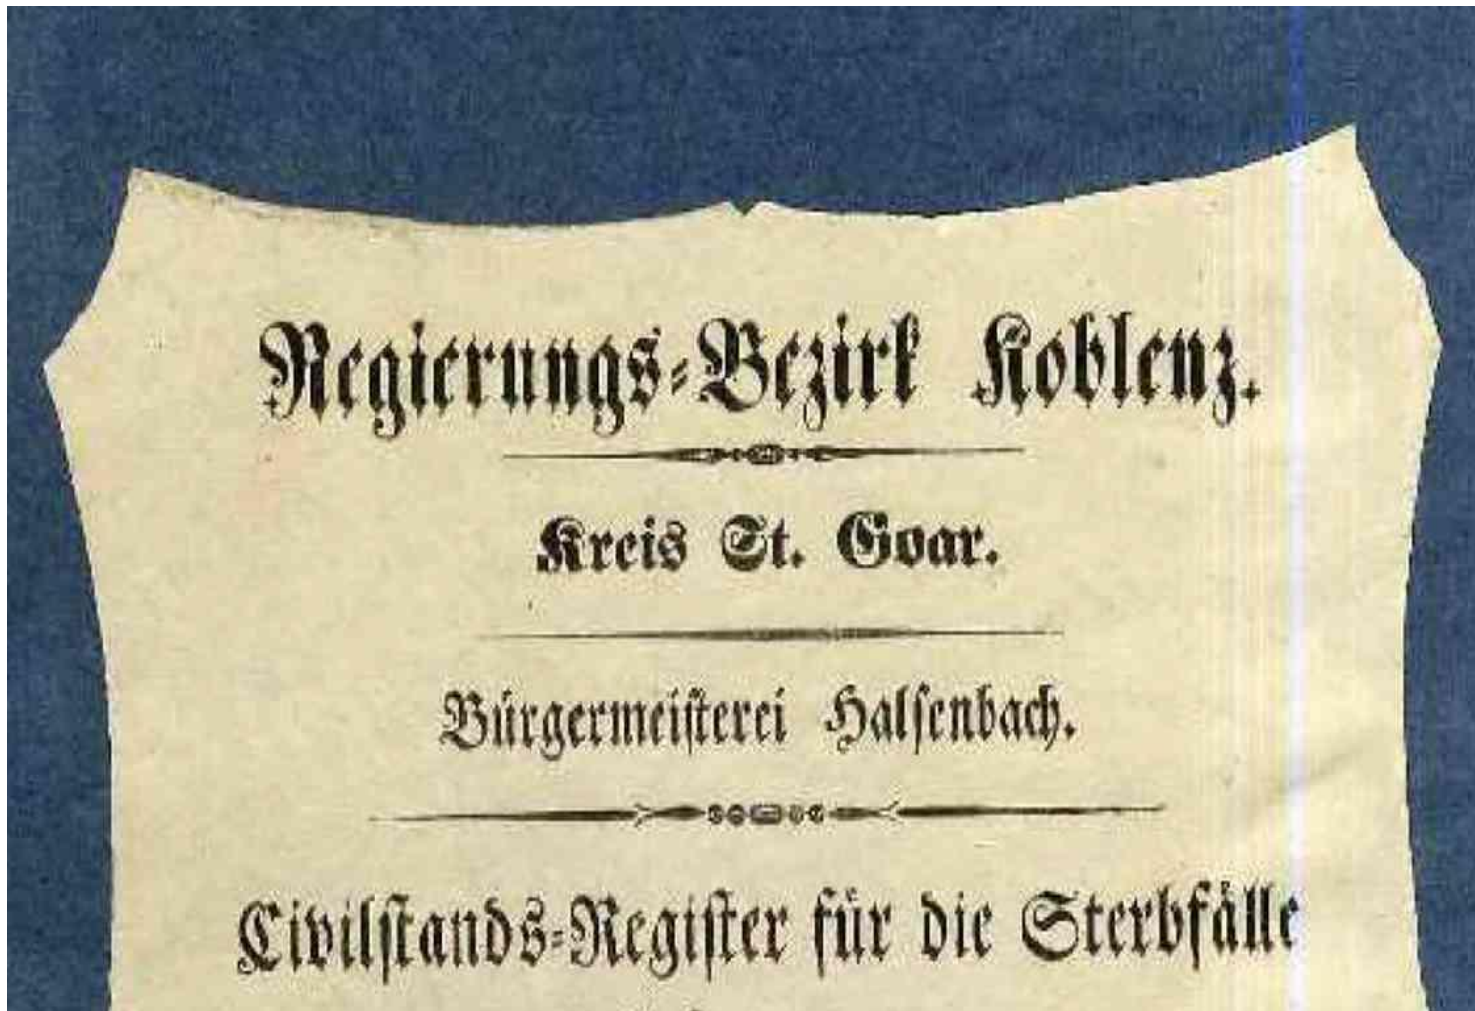 Regierungs-Bezirk Koblenz.
Kreis St. Goar.
Bürgermeisterei Halsenbach.
Civilstands-Register für die Sterbfälle